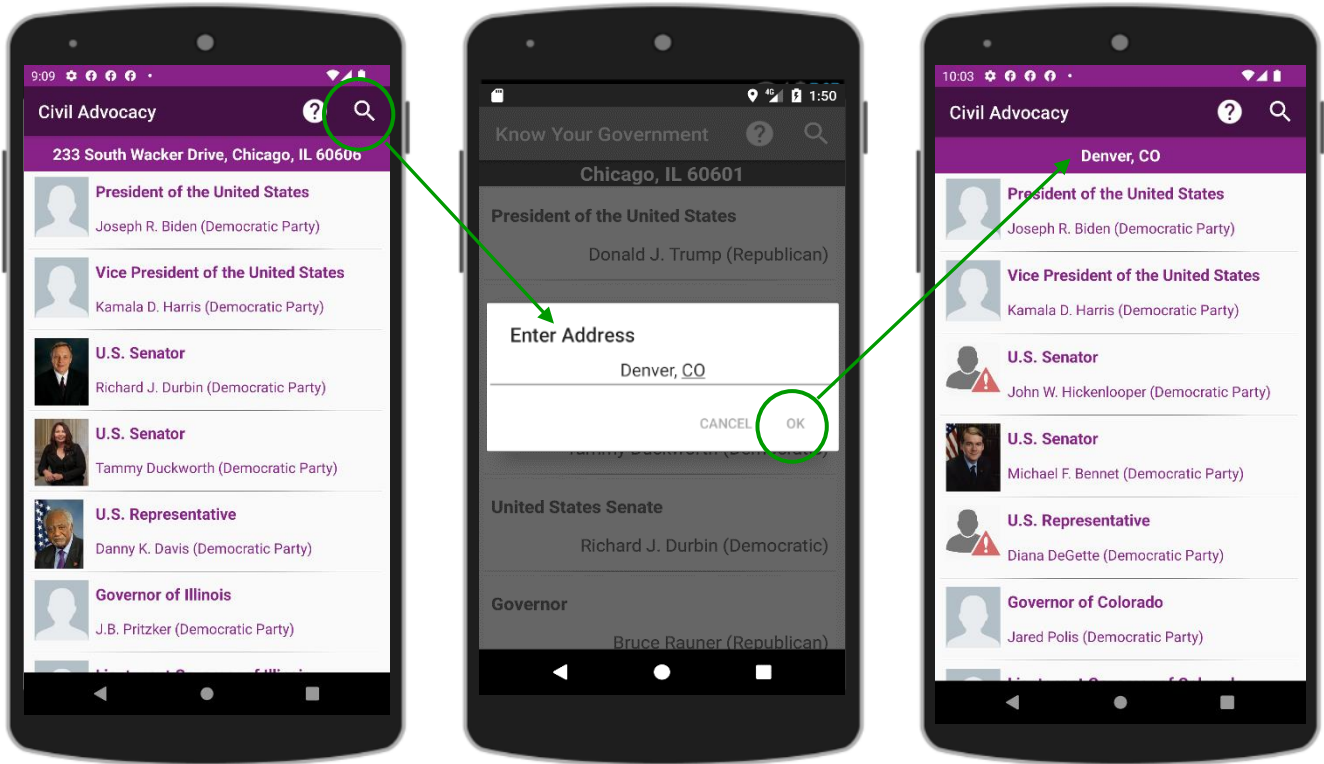 9:09
Civil Advocacy
233 South Wacker Drive, Chicago, IL 60606
President of the United States
Joseph R. Biden (Democratic Party)
Vice President of the United States
Kamala D. Harris (Democratic Party)
U.S. Senator
Richard J. Durbin (Democratic Party)
U.S. Senator
Tammy Duckworth (Democratic Party)
U.S. Representative
Danny K. Davis (Democratic Party)
Governor of Illinois
J.B. Pritzker (Democratic Party)
4G 1:50
Know Your Government
Chicago, IL 60601
President of the United States
Donald J. Trump (Republican)
Enter Address
Denver, CO
CANCEL OK
Tammy Duckworth (Democratic)
United States Senate
Richard J. Durbin (Democratic)
Governor
Bruce Rauner (Republican)
10:03
Civil Advocacy
Denver, CO
President of the United States
Joseph R. Biden (Democratic Party)
Vice President of the United States
Kamala D. Harris (Democratic Party)
U.S. Senator
John W. Hickenlooper (Democratic Party)
U.S. Senator
Michael F. Bennet (Democratic Party)
U.S. Representative
Diana DeGette (Democratic Party)
Governor of Colorado
Jared Polis (Democratic Party)